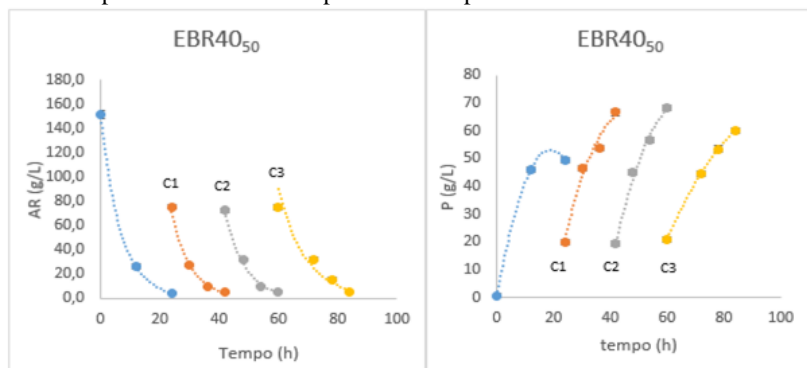 EBR40₅₀
AR (g/L)
180,0
160,0
140,0
120,0
100,0
80,0
60,0
40,0
20,0
0,0
C1
C2
C3
0 20 40 60 80 100
Tempo (h)
EBR40₅₀
P (g/L)
80
70
60
50
40
30
20
10
0
C1
C2
C3
0 20 40 60 80 100
tempo (h)